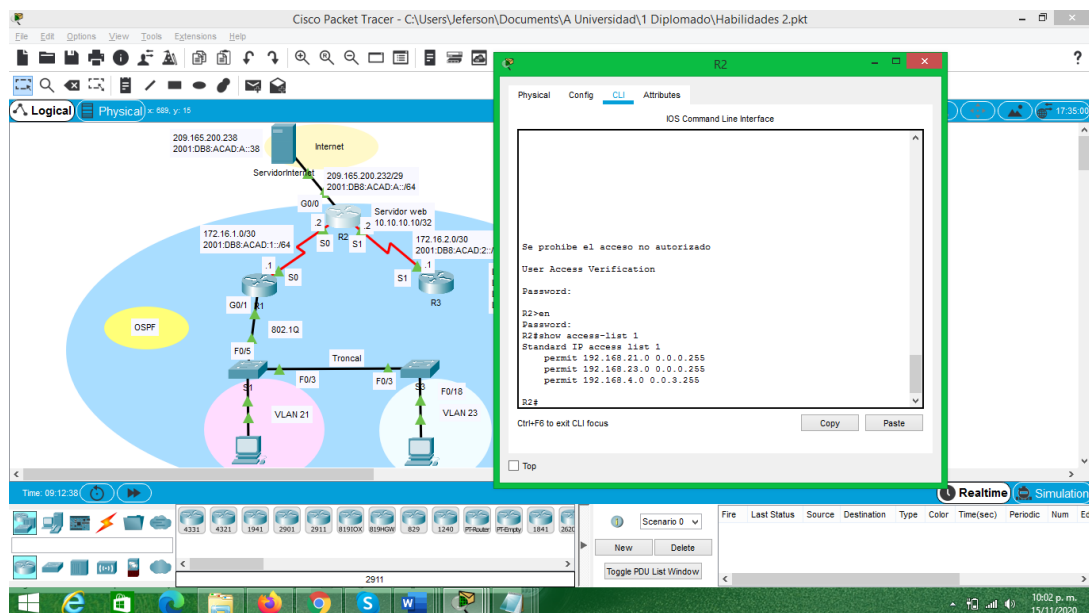 Cisco Packet Tracer - C:\Users\Jeferson\Documents\A Universidad\1 Diplomado\Habilidades 2.pkt
File Edit Options View Tools Extensions Help
?
Logical
Physical
x: 689, y: 15
17:35:00
209.165.200.238
2001:DB8:ACAD:A::38
Internet
ServidorInternet
209.165.200.232/29
2001:DB8:ACAD:A::/64
G0/0
Servidor web
10.10.10.10/32
.2
.2
R2
S0
S1
172.16.1.0/30
2001:DB8:ACAD:1::/64
172.16.2.0/30
2001:DB8:ACAD:2::/
.1
S0
.1
S1
R3
G0/1
R1
OSPF
802.1Q
F0/5
Troncal
S1
F0/3
F0/3
S3
F0/18
VLAN 21
VLAN 23
R2
Physical Config CLI Attributes
IOS Command Line Interface
Se prohibe el acceso no autorizado
User Access Verification
Password:
R2>en
Password:
R2#show access-list 1
Standard IP access list 1
permit 192.168.21.0 0.0.0.255
permit 192.168.23.0 0.0.0.255
permit 192.168.4.0 0.0.3.255
R2#
Ctrl+F6 to exit CLI focus
Copy
Paste
Top
Time: 09:12:38
Realtime
Simulation
4331 4321 1941 2901 2911 819IOX 819HGW 829 1240 PT-Router PT-Empty 1841
2911
Scenario 0
New
Delete
Toggle PDU List Window
Fire Last Status Source Destination Type Color Time(sec) Periodic Num
10:02 p. m.
15/11/2020